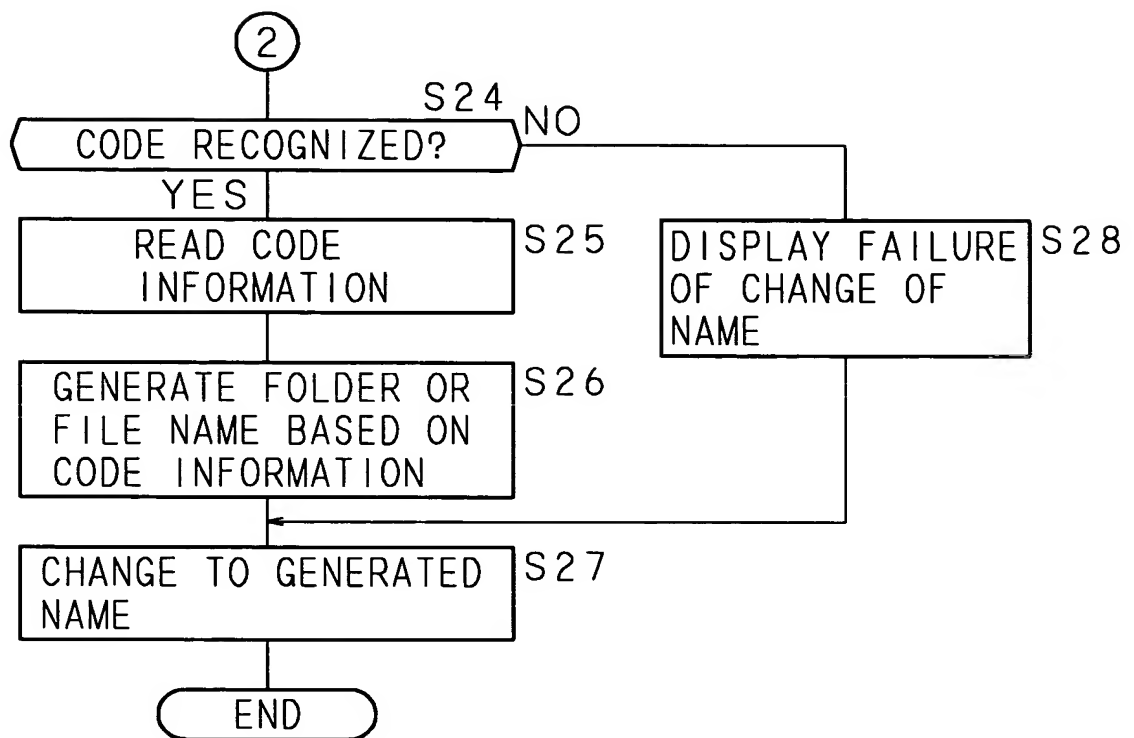 2
S24
NO
CODE RECOGNIZED?
YES
READ CODE
INFORMATION
S25
DISPLAY FAILURE
OF CHANGE OF
NAME
S28
GENERATE FOLDER OR
FILE NAME BASED ON
CODE INFORMATION
S26
CHANGE TO GENERATED
NAME
S27
END